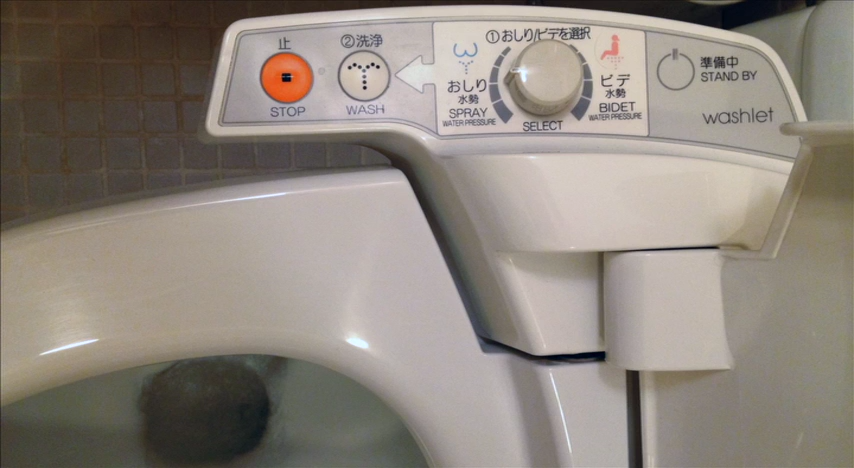 止
STOP
②洗浄
WASH
①おしり/ビデを選択
おしり
水勢
SPRAY
WATER PRESSURE
SELECT
ビデ
水勢
BIDET
WATER PRESSURE
準備中
STAND BY
washlet